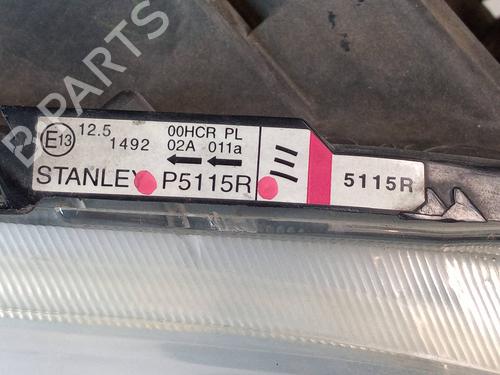 B-PARTS
E13 12.5 00HCR PL
1492 02A 011a
STANLEY P5115R
5115R